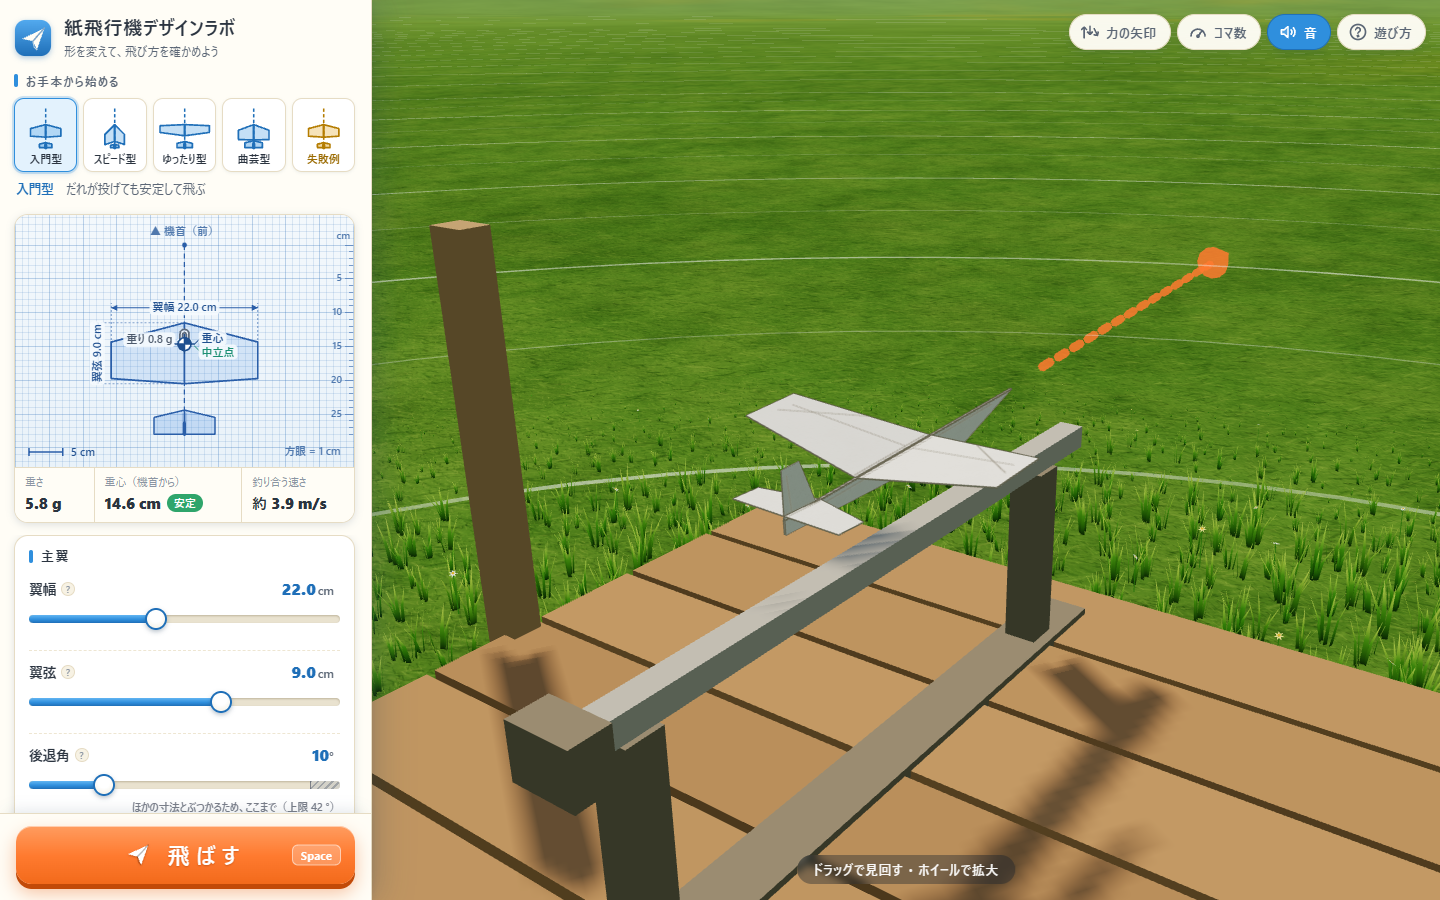 紙飛行機デザインラボ
形を変えて、飛び方を確かめよう
お手本から始める
入門型
スピード型
ゆったり型
曲芸型
失敗例
入門型 だれが投げても安定して飛ぶ
▲ 機首（前）
cm
5
10
15
20
25
翼幅 22.0 cm
翼弦 9.0 cm
重り 0.8 g
重心
中立点
5 cm
方眼 = 1 cm
重さ
5.8 g
重心（機首から）
14.6 cm 安定
釣り合う速さ
約 3.9 m/s
主翼
翼幅 ? 22.0 cm
翼弦 ? 9.0 cm
後退角 ? 10°
ほかの寸法とぶつかるため、ここまで（上限 42 °）
飛ばす Space
力の矢印
コマ数
音
遊び方
ドラッグで見回す・ホイールで拡大